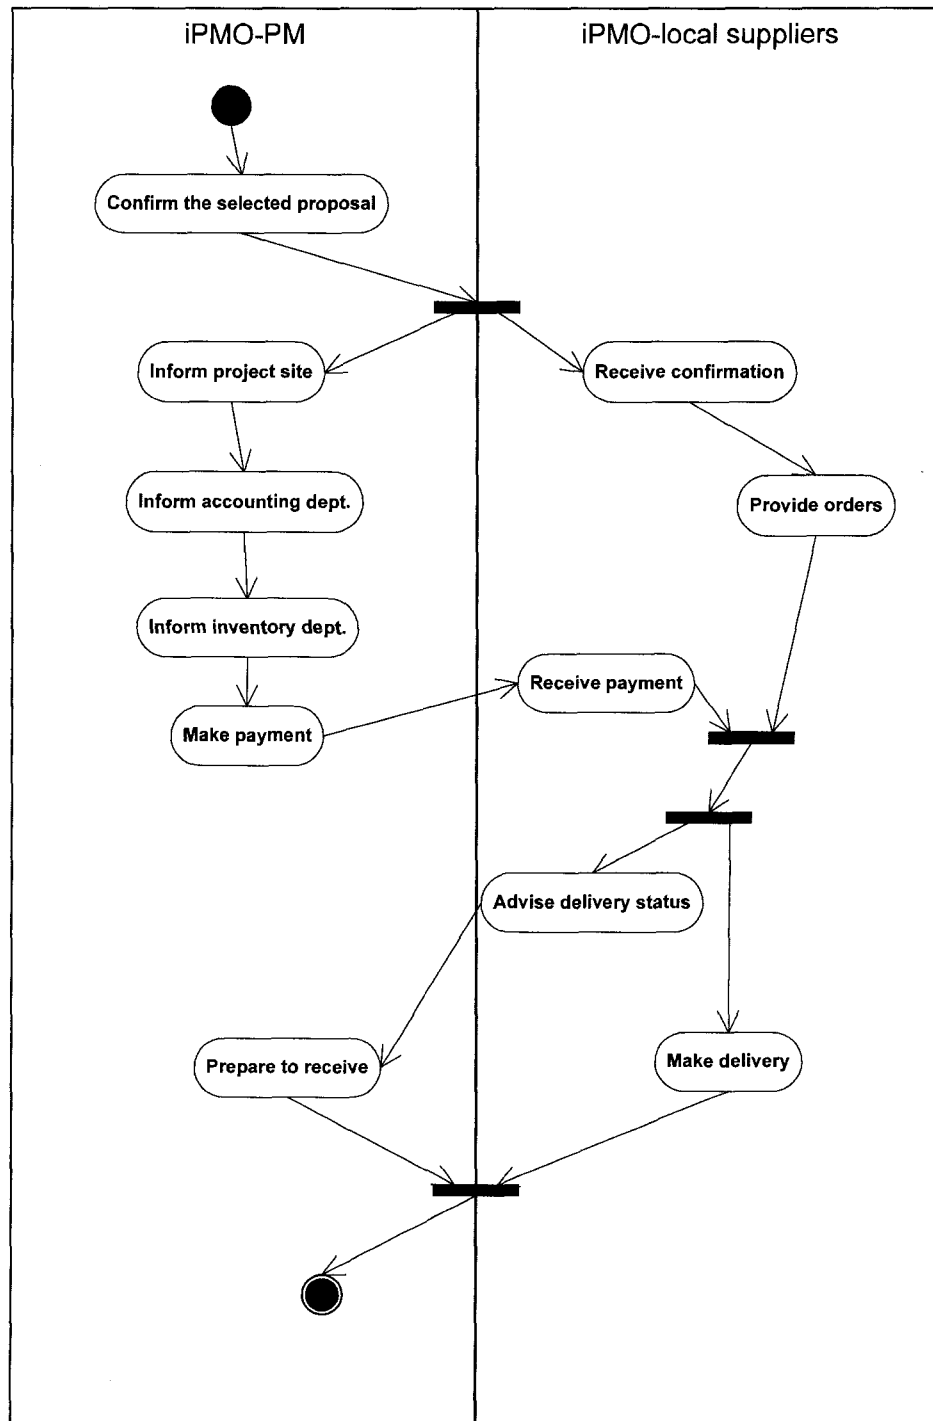 iPMO-PM
iPMO-local suppliers
Confirm the selected proposal
Inform project site
Receive confirmation
Inform accounting dept.
Provide orders
Inform inventory dept.
Receive payment
Make payment
Advise delivery status
Prepare to receive
Make delivery